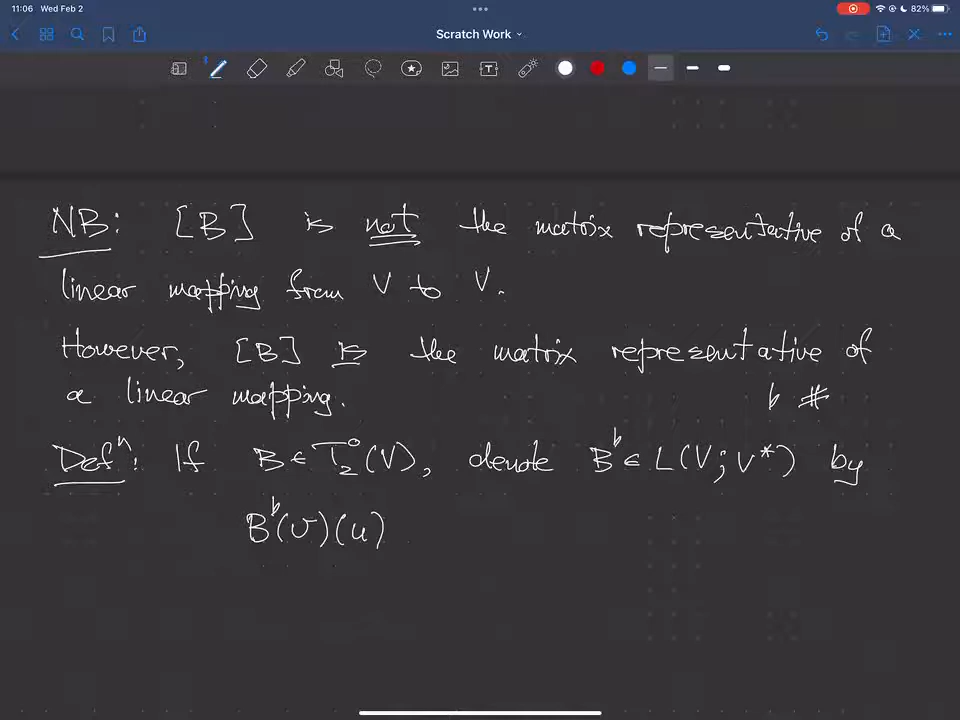 11:06 Wed Feb 2
82%
Scratch Work
NB: [B] is not the matrix representative of a
linear mapping from V to V.
However, [B] is the matrix representative of
a linear mapping. ♭ #
Defⁿ: If B ∈ T⁰₂(V), denote B♭ ∈ L(V; V*) by
B♭(v)(u)